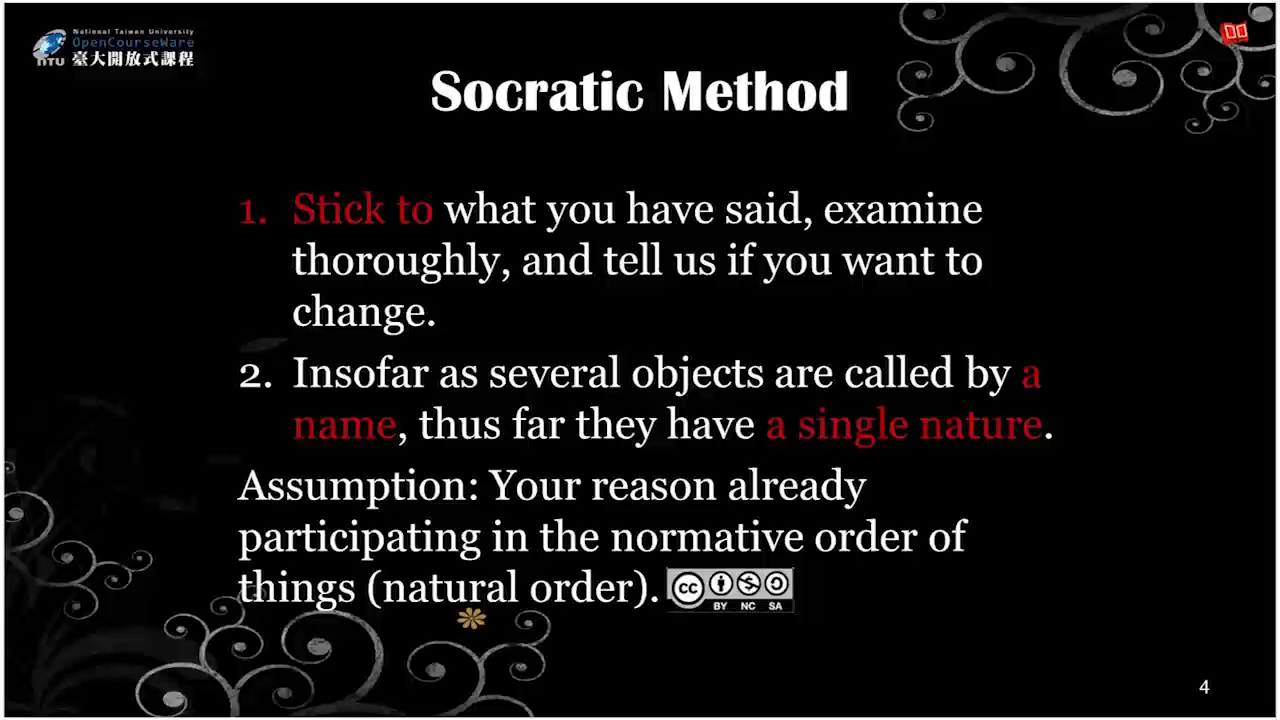 National Taiwan University
OpenCourseWare
NTU 臺大開放式課程
Socratic Method
1. Stick to what you have said, examine
thoroughly, and tell us if you want to
change.
2. Insofar as several objects are called by a
name, thus far they have a single nature.
Assumption: Your reason already
participating in the normative order of
things (natural order).
cc BY NC SA
4